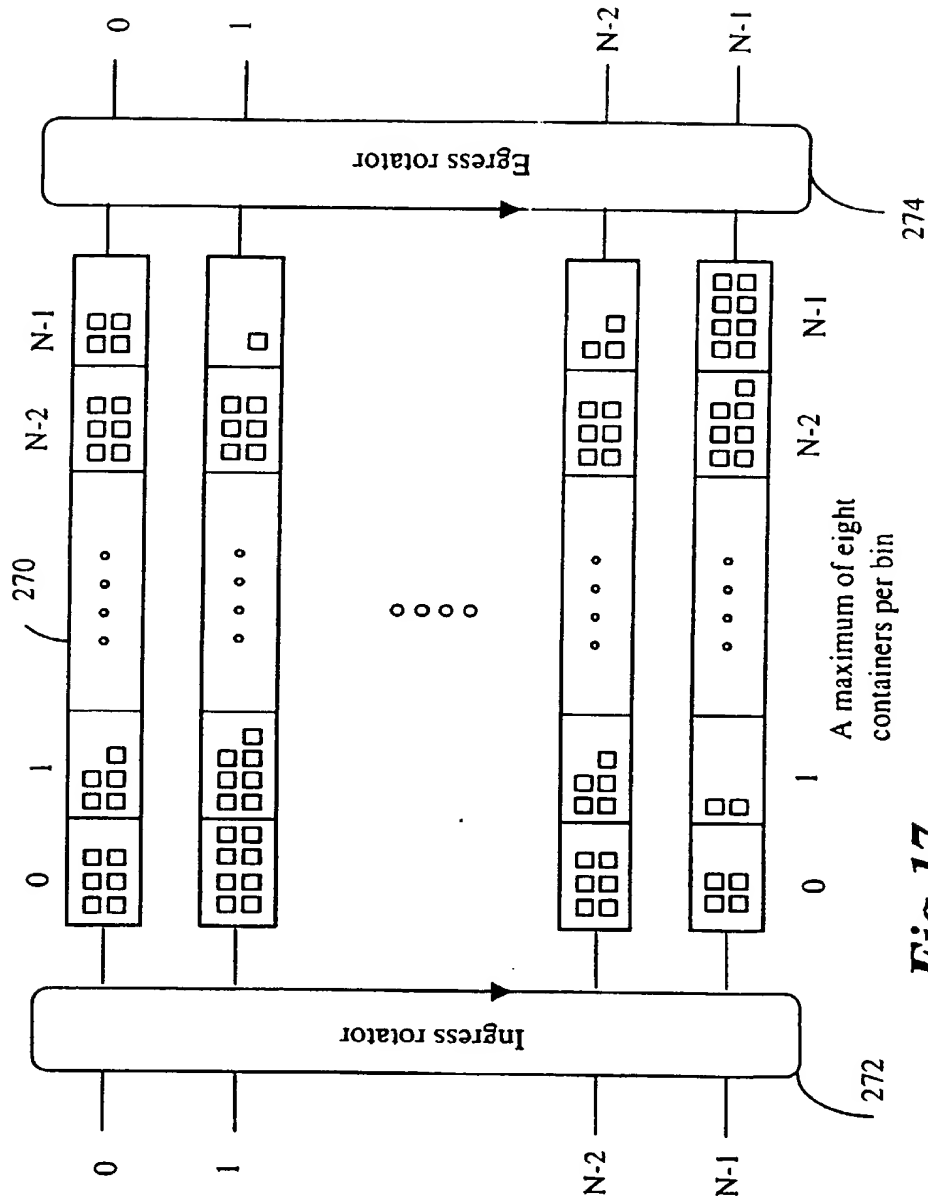 0
1
N-2
N-1
270
0
1
N-2
N-1
Ingress rotator
Egress rotator
0
1
N-2
N-1
0
1
N-2
N-1
A maximum of eight
containers per bin
272
274
Fig. 17